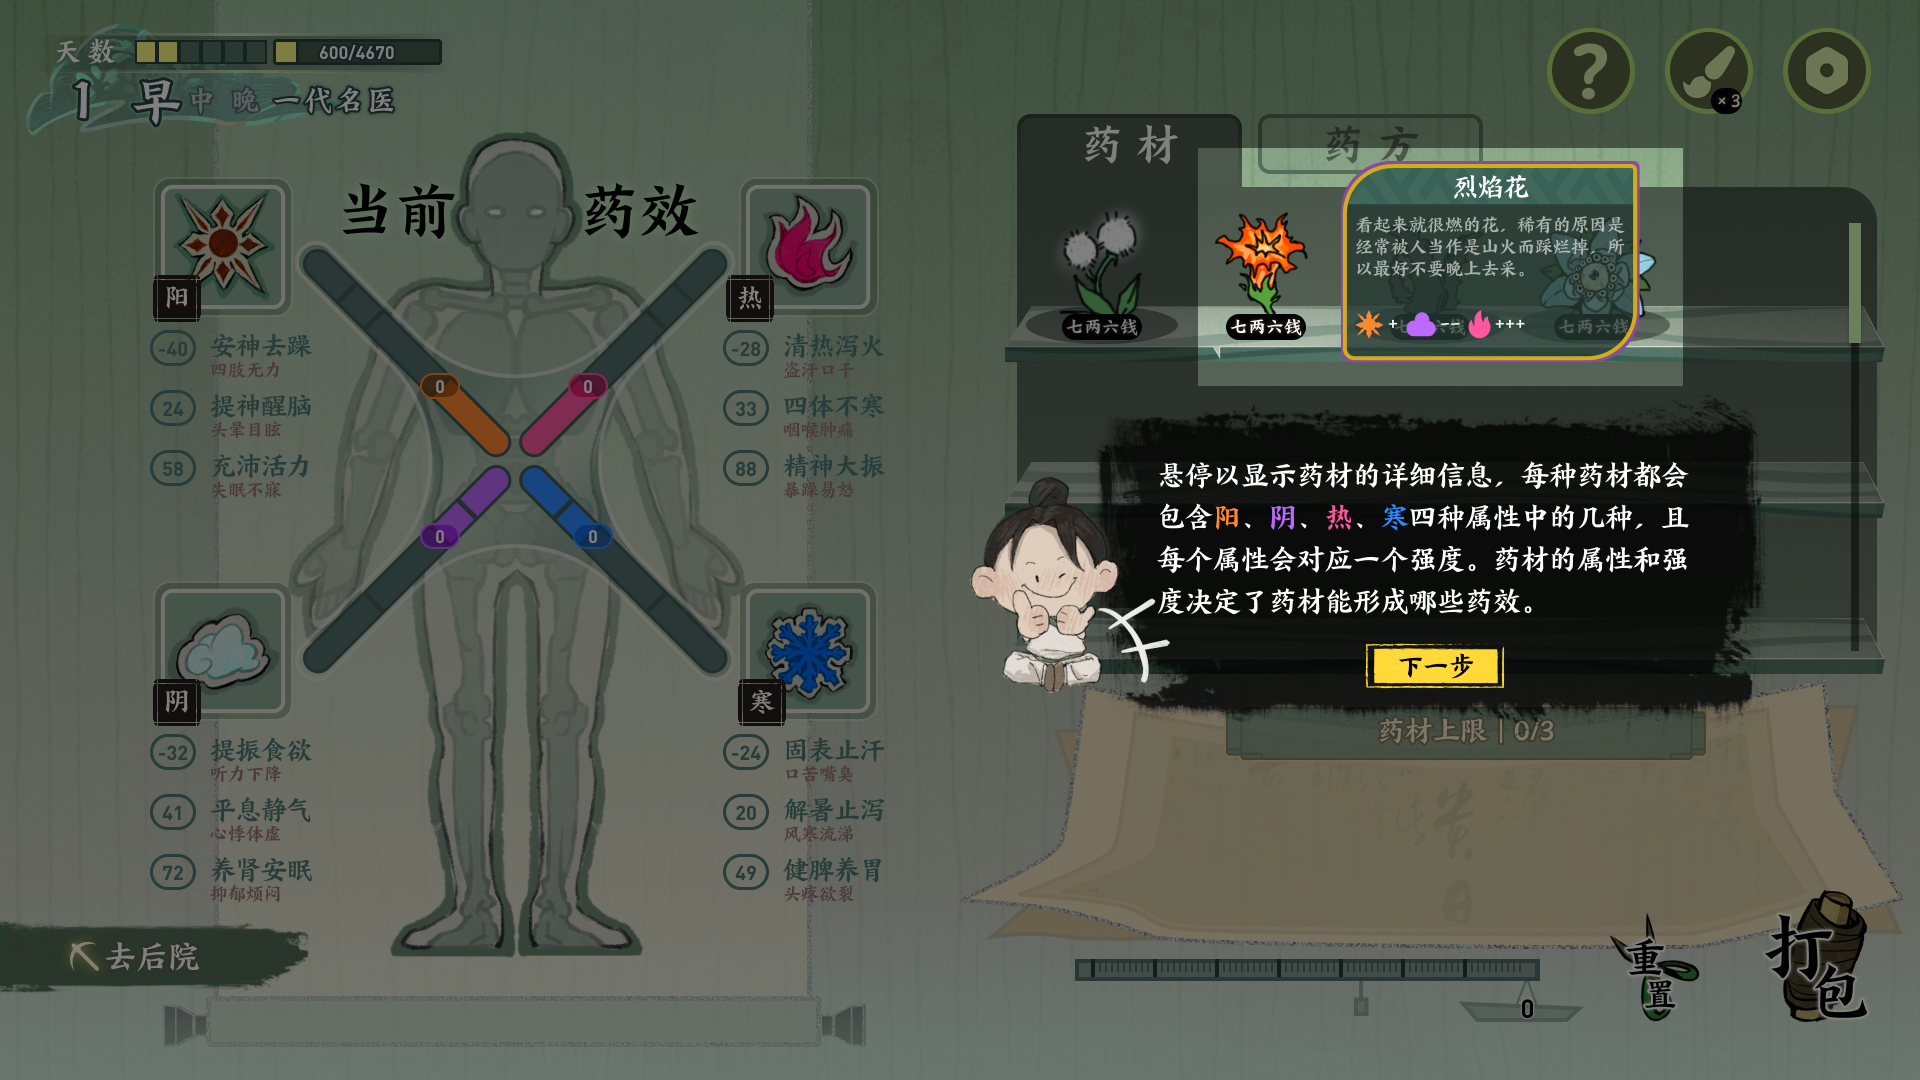 天数
600/4670
1 早 中 晚 一代名医
×3
药材
药方
当前药效
阳
-40 安神去躁
四肢无力
24 提神醒脑
头晕目眩
58 充沛活力
失眠不寐
热
-28 清热泻火
盗汗口干
33 四体不寒
咽喉肿痛
88 精神大振
暴躁易怒
0
0
0
0
阴
-32 提振食欲
听力下降
41 平息静气
心悸体虚
72 养肾安眠
抑郁烦闷
寒
-24 固表止汗
口苦嘴臭
20 解暑止泻
风寒流涕
49 健脾养胃
头疼欲裂
去后院
七两六钱
七两六钱
七两六钱
烈焰花
看起来就很燃的花，稀有的原因是
经常被人当作是山火而踩烂掉，所
以最好不要晚上去采。
+ -- +++
悬停以显示药材的详细信息，每种药材都会
包含阳、阴、热、寒四种属性中的几种，且
每个属性会对应一个强度。药材的属性和强
度决定了药材能形成哪些药效。
下一步
药材上限 | 0/3
0
重置
打包